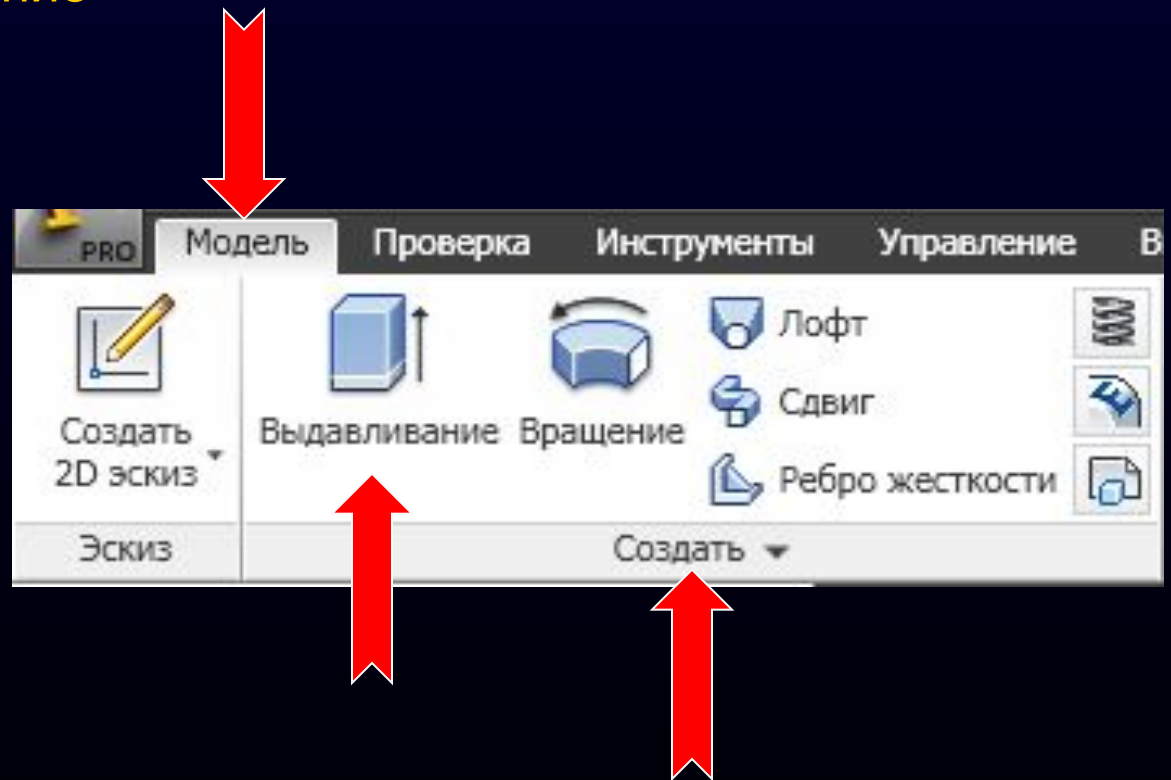 PRO
Модель Проверка Инструменты Управление В
Лофт
Сдвиг
Создать
2D эскиз
Выдавливание Вращение
Ребро жесткости
Эскиз Создать